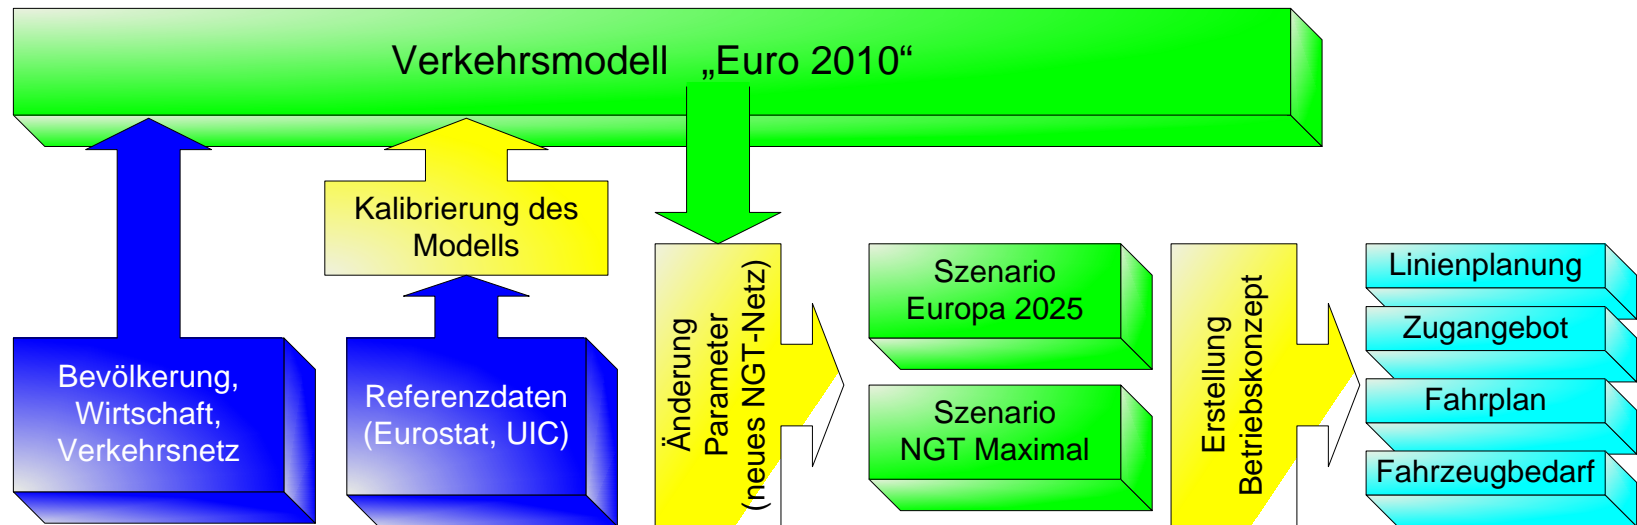 Verkehrsmodell „Euro 2010“
Kalibrierung des
Modells
Bevölkerung,
Wirtschaft,
Verkehrsnetz
Referenzdaten
(Eurostat, UIC)
Änderung
Parameter
(neues NGT-Netz)
Szenario
Europa 2025
Szenario
NGT Maximal
Erstellung
Betriebskonzept
Linienplanung
Zugangebot
Fahrplan
Fahrzeugbedarf